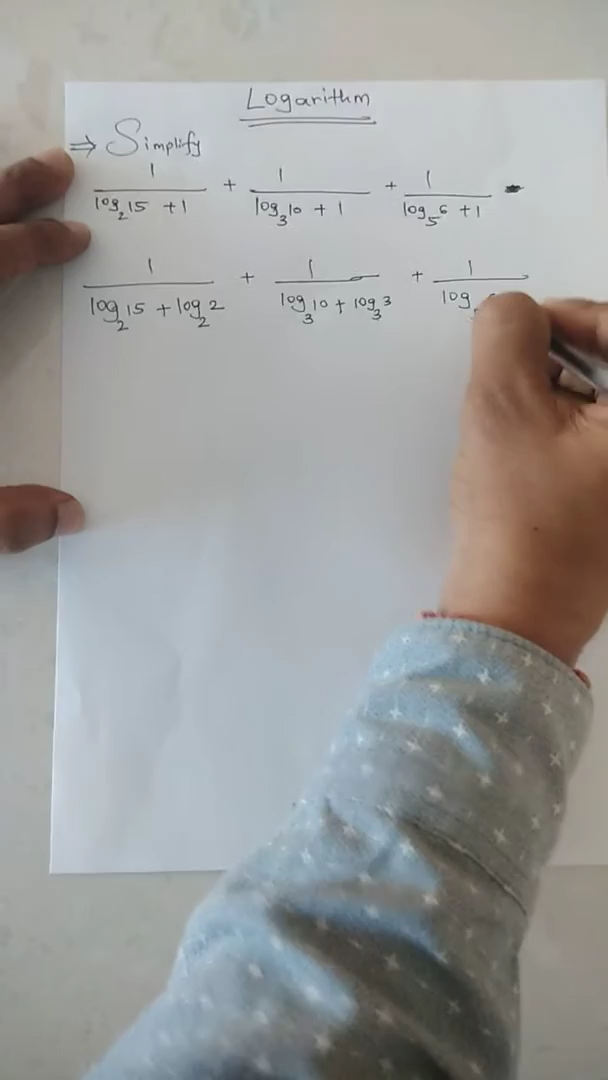 Logarithm
⇒ Simplify
1/(log₂15 + 1) + 1/(log₃10 + 1) + 1/(log₅6 + 1)
1/(log₂15 + log₂2) + 1/(log₃10 + log₃3) + 1/(log